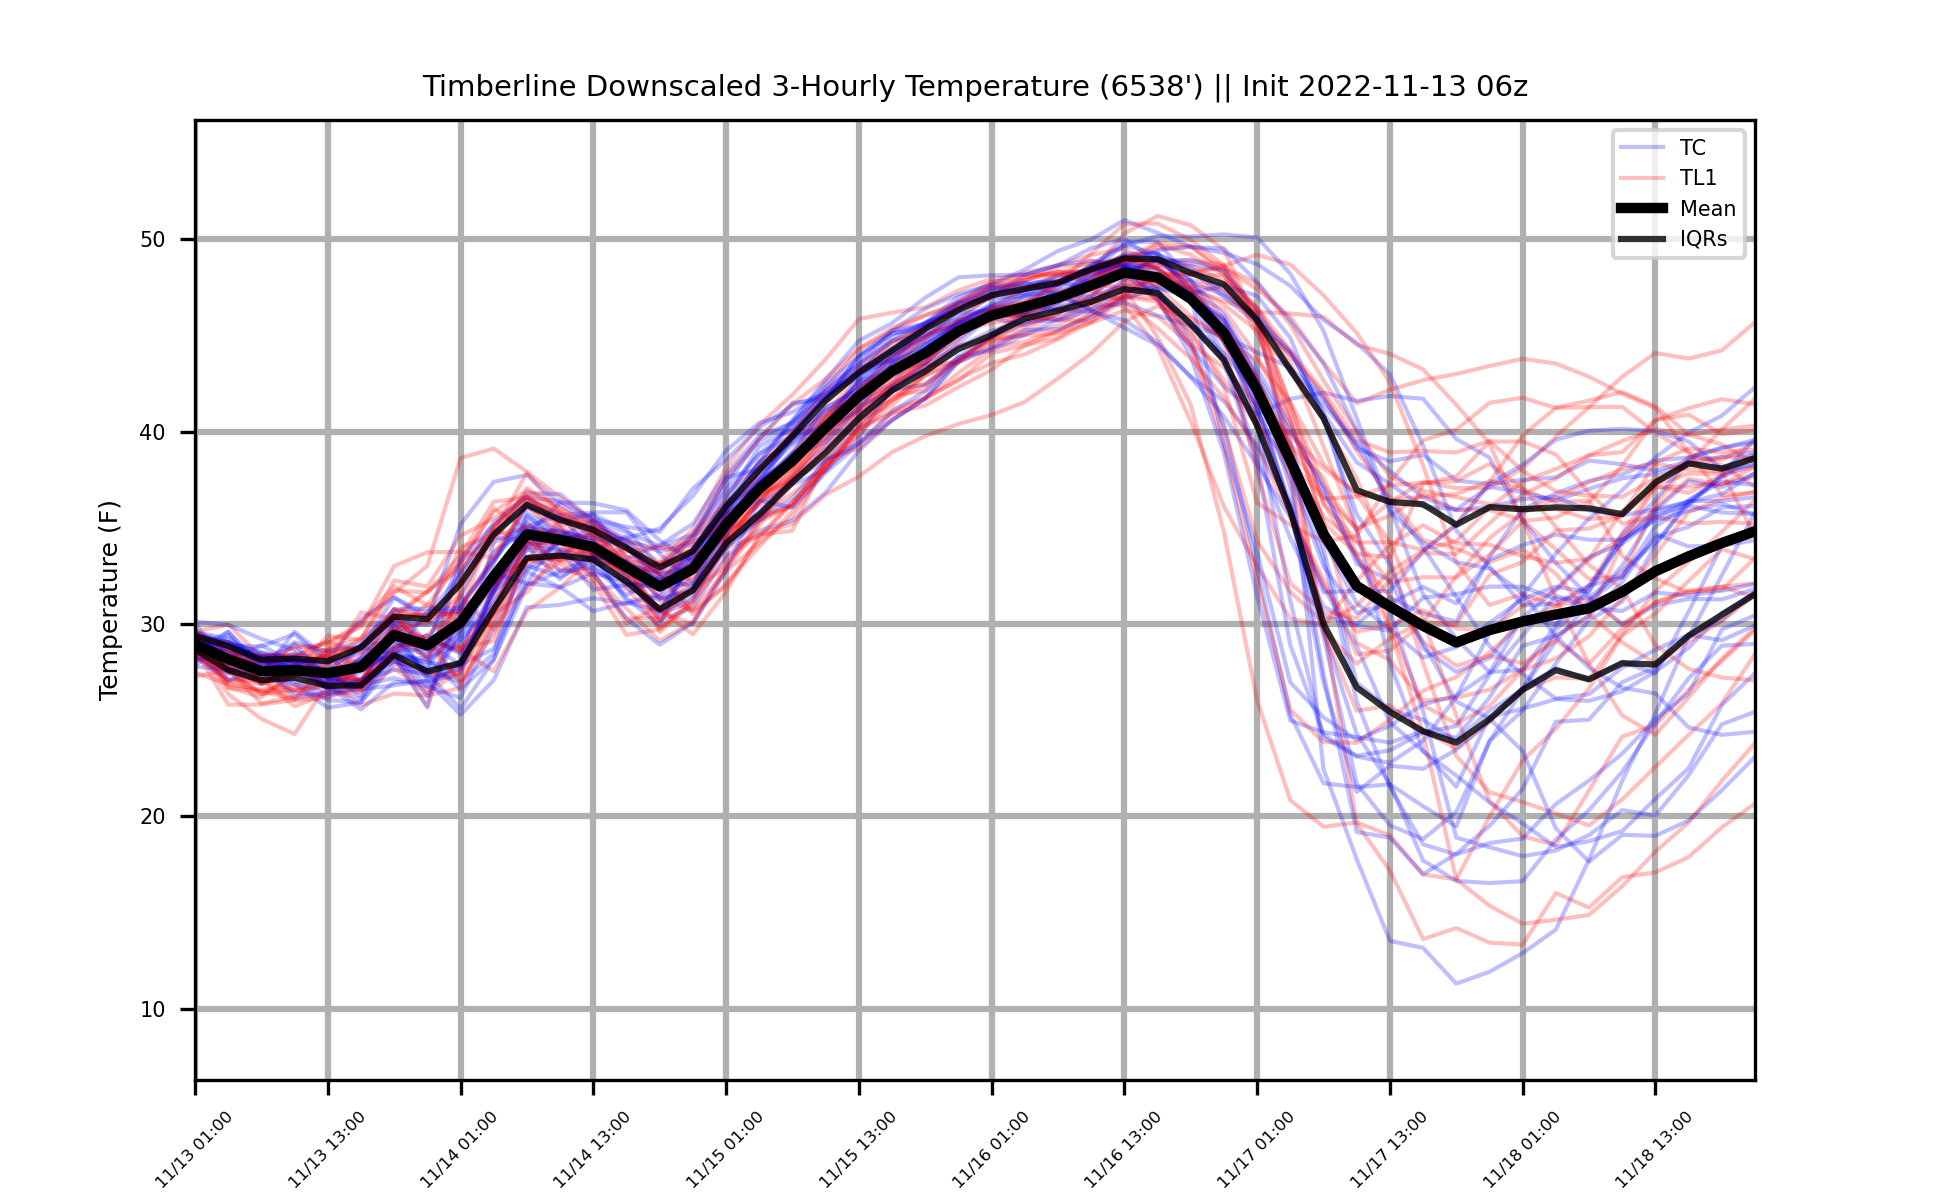 Timberline Downscaled 3-Hourly Temperature (6538') || Init 2022-11-13 06z
TC
TL1
Mean
IQRs
Temperature (F)
50
40
30
20
10
11/13 01:00
11/13 13:00
11/14 01:00
11/14 13:00
11/15 01:00
11/15 13:00
11/16 01:00
11/16 13:00
11/17 01:00
11/17 13:00
11/18 01:00
11/18 13:00